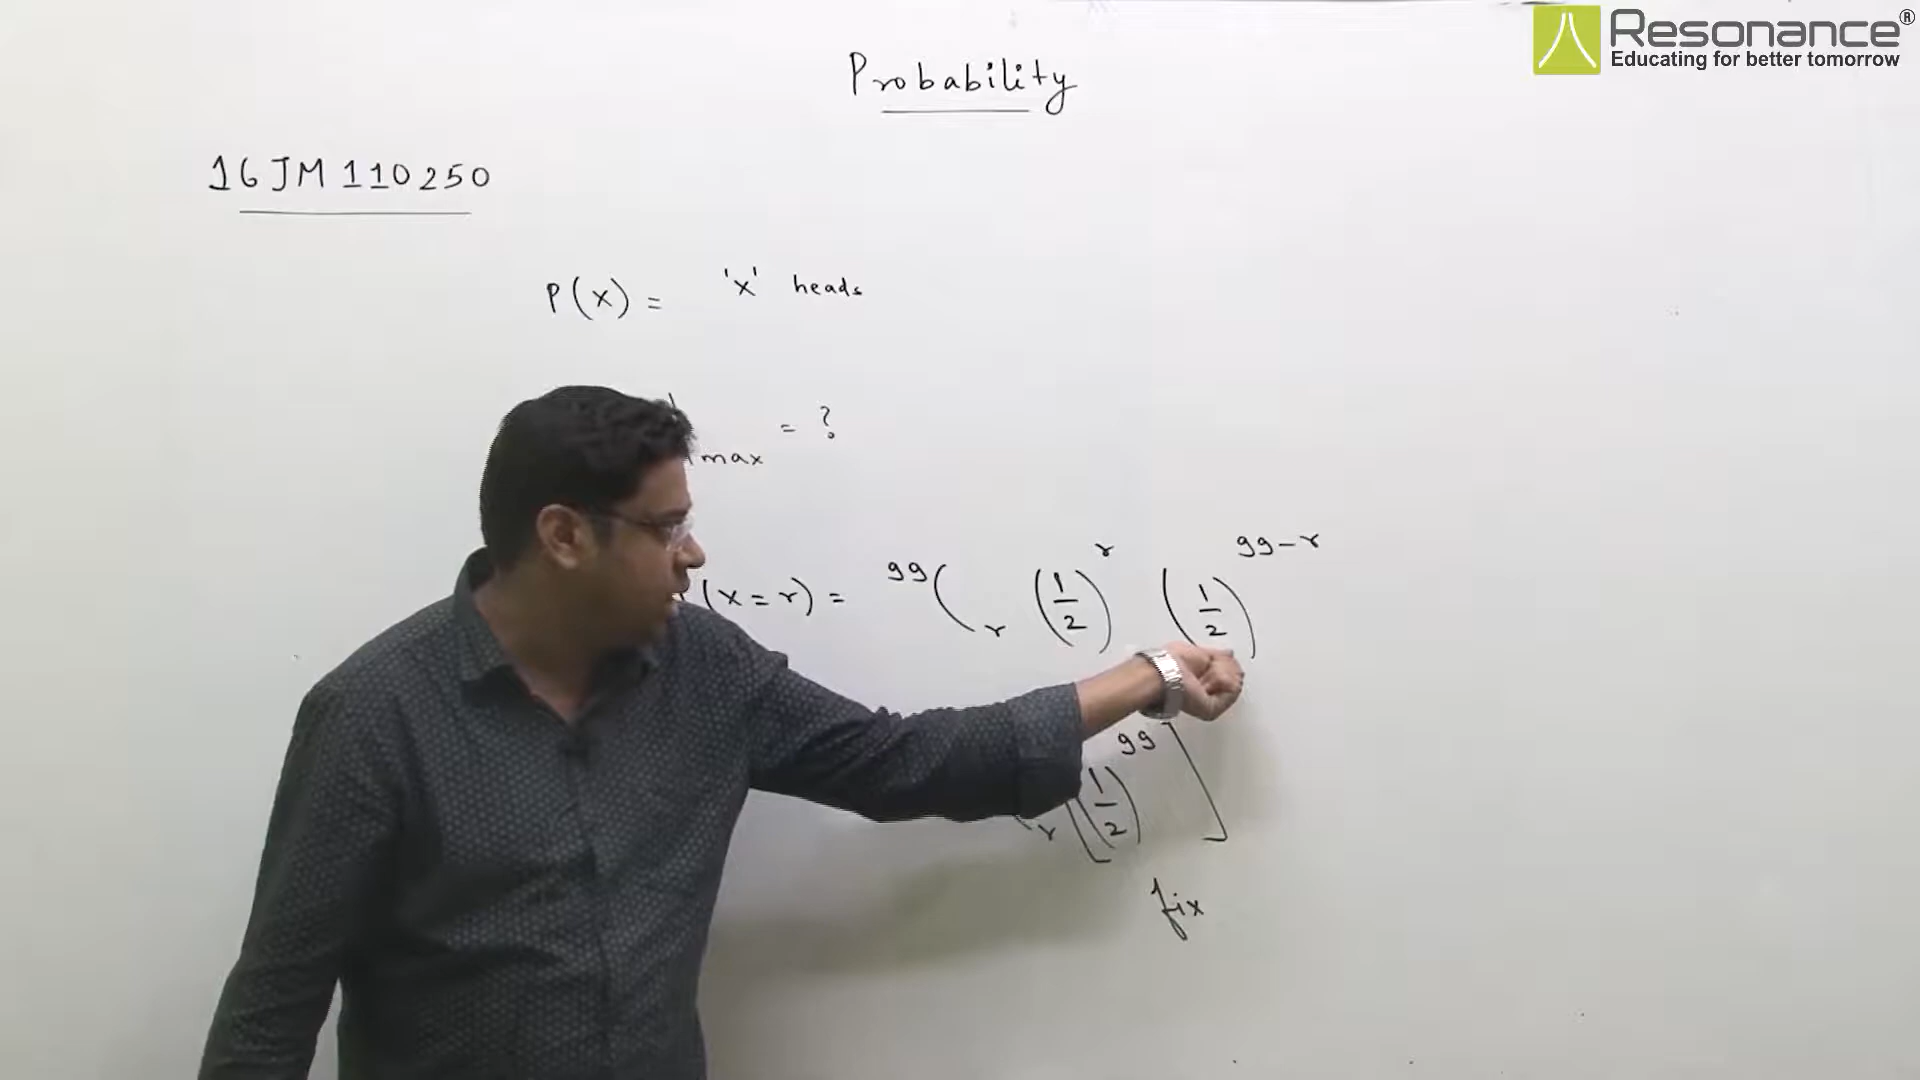 Resonance®
Educating for better tomorrow
Probability
16JM110250
P(x) = 'x' heads
max = ?
(x=r) = 99C r (1/2)^r (1/2)^99-r
r [(1/2)^99]
fix